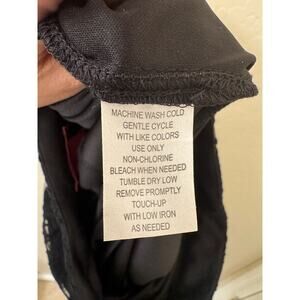 MACHINE WASH COLD
GENTLE CYCLE
WITH LIKE COLORS
USE ONLY
NON-CHLORINE
BLEACH WHEN NEEDED
TUMBLE DRY LOW
REMOVE PROMPTLY
TOUCH-UP
WITH LOW IRON
AS NEEDED